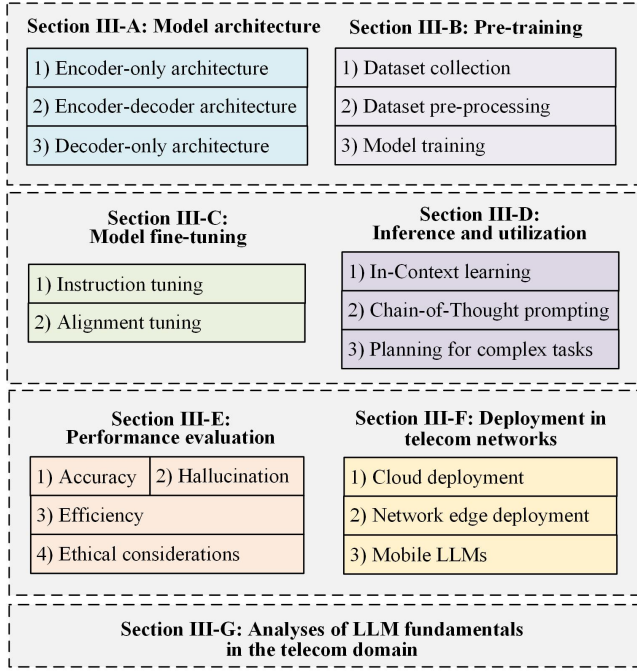 Section III-A: Model architecture
1) Encoder-only architecture
2) Encoder-decoder architecture
3) Decoder-only architecture
Section III-B: Pre-training
1) Dataset collection
2) Dataset pre-processing
3) Model training
Section III-C:
Model fine-tuning
1) Instruction tuning
2) Alignment tuning
Section III-D:
Inference and utilization
1) In-Context learning
2) Chain-of-Thought prompting
3) Planning for complex tasks
Section III-E:
Performance evaluation
1) Accuracy
2) Hallucination
3) Efficiency
4) Ethical considerations
Section III-F: Deployment in
telecom networks
1) Cloud deployment
2) Network edge deployment
3) Mobile LLMs
Section III-G: Analyses of LLM fundamentals
in the telecom domain